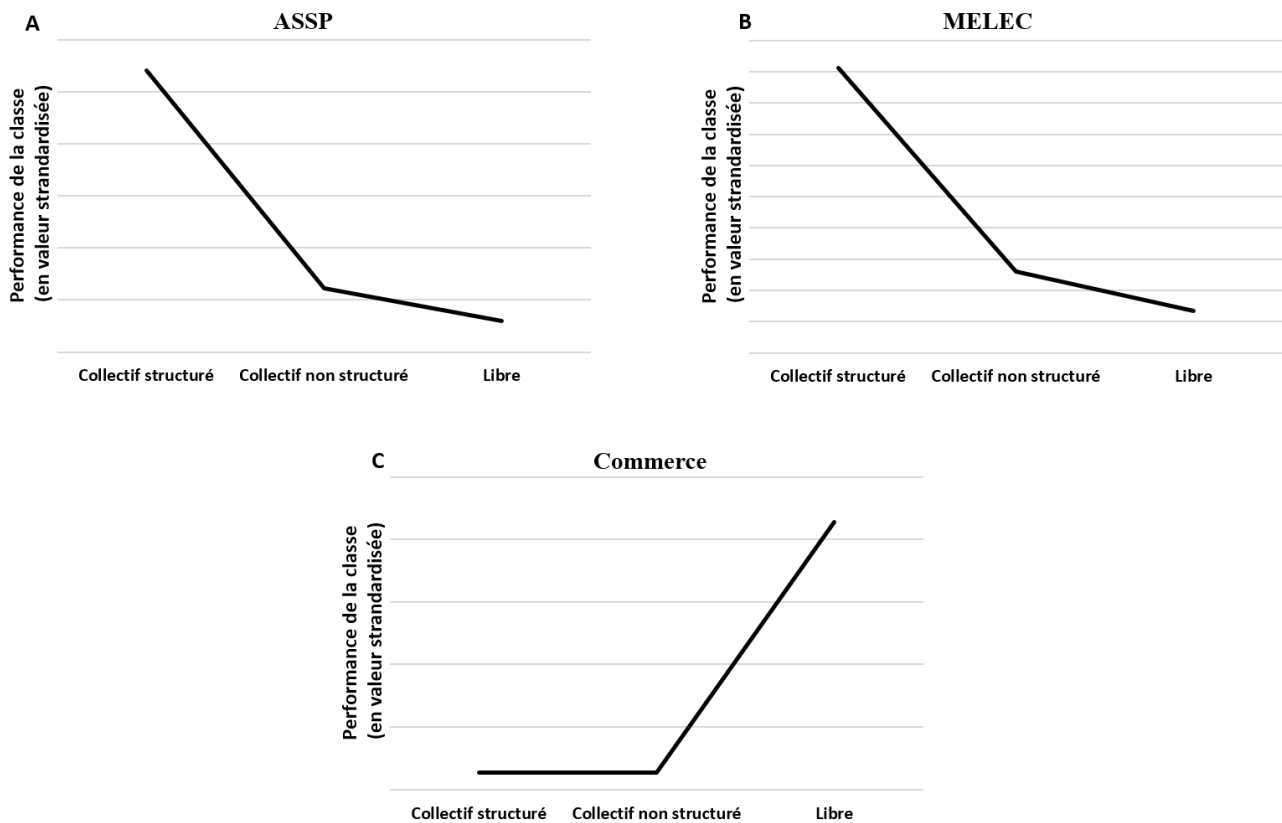 A
ASSP
Performance de la classe
(en valeur strandardisée)
Collectif structuré
Collectif non structuré
Libre
B
MELEC
Performance de la classe
(en valeur strandardisée)
Collectif structuré
Collectif non structuré
Libre
C
Commerce
Performance de la classe
(en valeur strandardisée)
Collectif structuré
Collectif non structuré
Libre